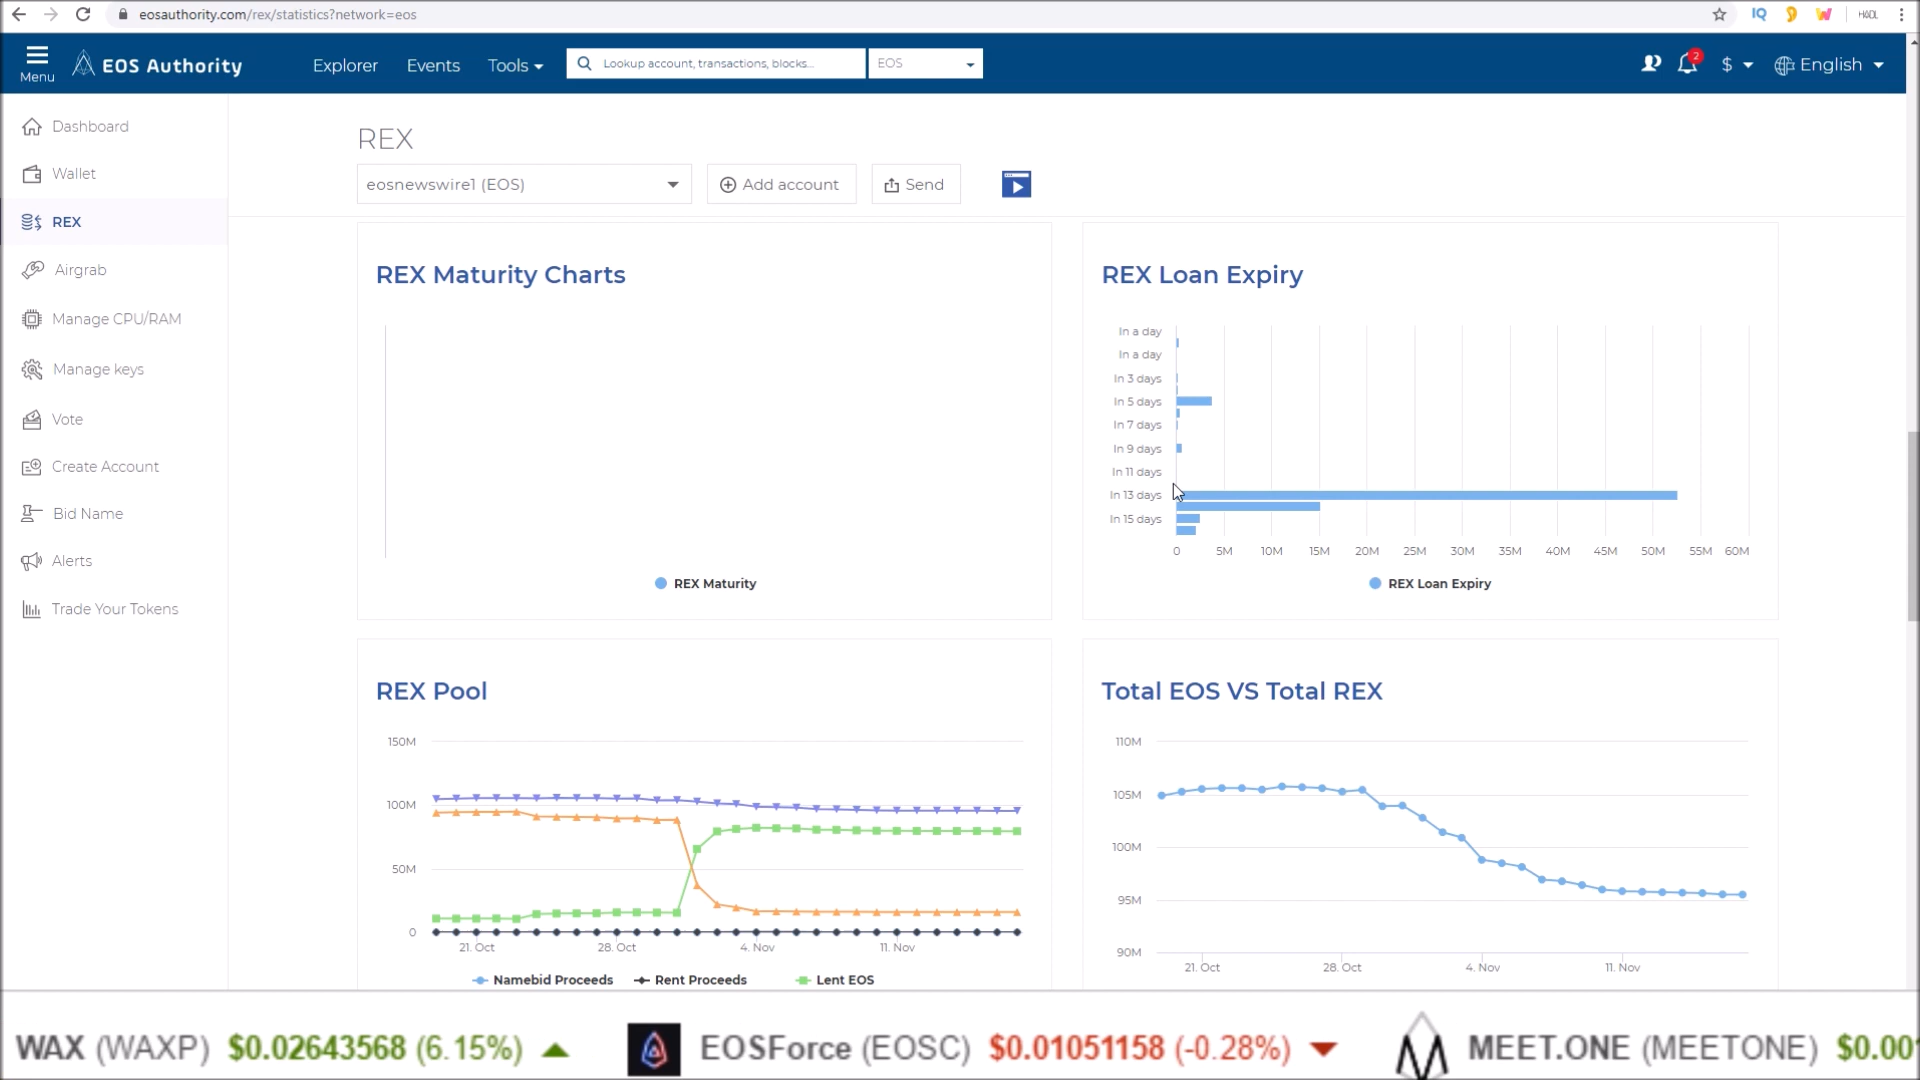 eosauthority.com/rex/statistics?network=eos
IQ
Menu
EOS Authority
Explorer
Events
Tools
Lookup account, transactions, blocks...
EOS
2
$
English
Dashboard
Wallet
REX
Airgrab
Manage CPU/RAM
Manage keys
Vote
Create Account
Bid Name
Alerts
Trade Your Tokens
REX
eosnewswire1 (EOS)
Add account
Send
REX Maturity Charts
REX Maturity
REX Loan Expiry
In a day
In a day
In 3 days
In 5 days
In 7 days
In 9 days
In 11 days
In 13 days
In 15 days
0 5M 10M 15M 20M 25M 30M 35M 40M 45M 50M 55M 60M
REX Loan Expiry
REX Pool
150M
100M
50M
0
21. Oct 28. Oct 4. Nov 11. Nov
Namebid Proceeds Rent Proceeds Lent EOS
Total EOS VS Total REX
110M
105M
100M
95M
90M
21. Oct 28. Oct 4. Nov 11. Nov
WAX (WAXP) $0.02643568 (6.15%) EOSForce (EOSC) $0.01051158 (-0.28%) MEET.ONE (MEETONE) $0.00